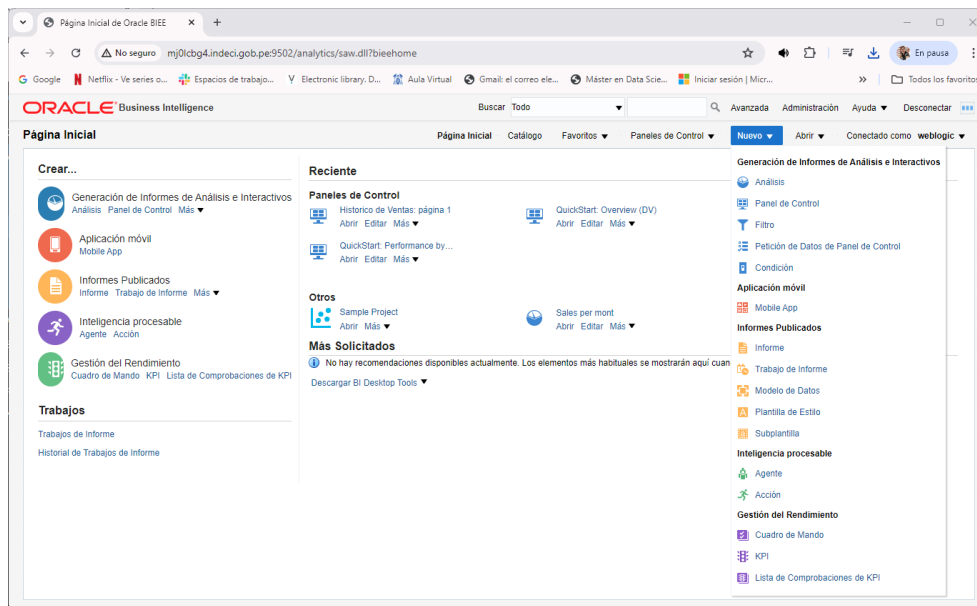 Página Inicial de Oracle BIEE
No seguro mj0lcbg4.indeci.gob.pe:9502/analytics/saw.dll?bieehome En pausa
Google Netflix - Ve series o... Espacios de trabajo... Electronic library. D... Aula Virtual Gmail: el correo ele... Máster en Data Scie... Iniciar sesión | Micr... Todos los favoritos
ORACLE Business Intelligence Buscar Todo Avanzada Administración Ayuda Desconectar
Página Inicial Página Inicial Catálogo Favoritos Paneles de Control Nuevo Abrir Conectado como weblogic
Crear...
Generación de Informes de Análisis e Interactivos
Análisis Panel de Control Más
Aplicación móvil
Mobile App
Informes Publicados
Informe Trabajo de Informe Más
Inteligencia procesable
Agente Acción
Gestión del Rendimiento
Cuadro de Mando KPI Lista de Comprobaciones de KPI
Trabajos
Trabajos de Informe
Historial de Trabajos de Informe
Reciente
Paneles de Control
Historico de Ventas: página 1
Abrir Editar Más
QuickStart: Overview (DV)
Abrir Editar Más
QuickStart: Performance by...
Abrir Editar Más
Otros
Sample Project
Abrir Más
Sales per mont
Abrir Editar Más
Más Solicitados
No hay recomendaciones disponibles actualmente. Los elementos más habituales se mostrarán aquí cuan
Descargar BI Desktop Tools
Generación de Informes de Análisis e Interactivos
Análisis
Panel de Control
Filtro
Petición de Datos de Panel de Control
Condición
Aplicación móvil
Mobile App
Informes Publicados
Informe
Trabajo de Informe
Modelo de Datos
Plantilla de Estilo
Subplantilla
Inteligencia procesable
Agente
Acción
Gestión del Rendimiento
Cuadro de Mando
KPI
Lista de Comprobaciones de KPI